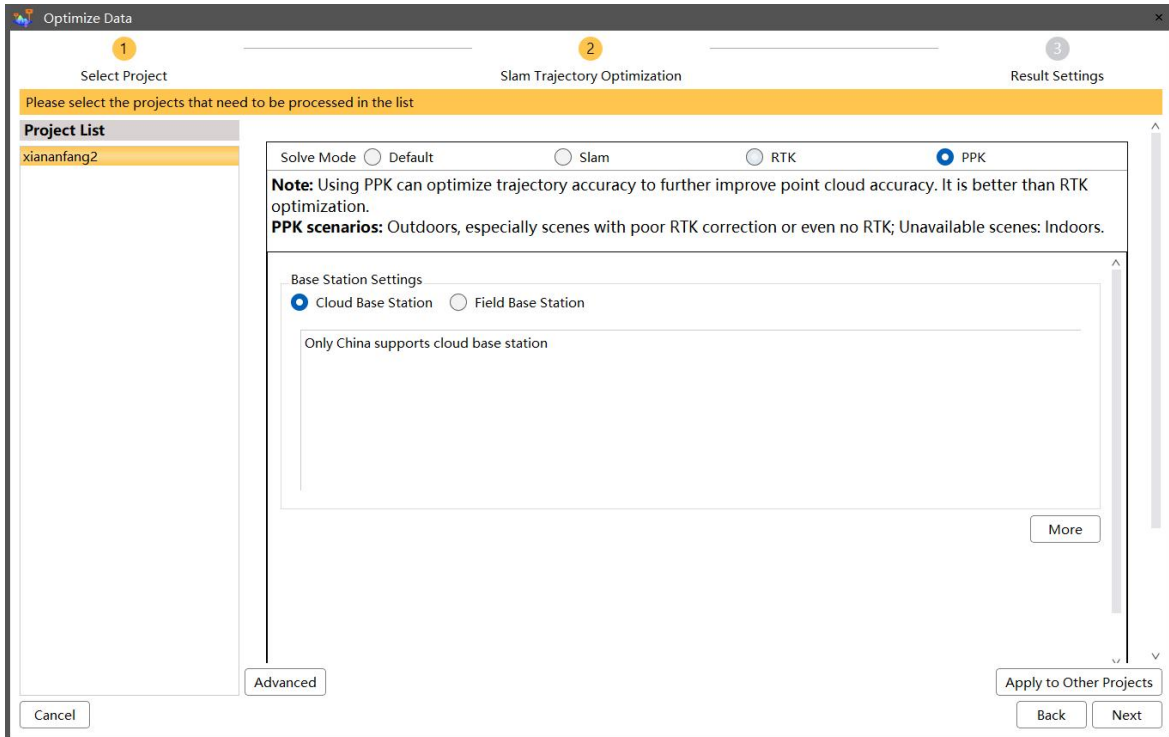 Optimize Data
×
1
2
3
Select Project
Slam Trajectory Optimization
Result Settings
Please select the projects that need to be processed in the list
Project List
xiananfang2
Solve Mode Default Slam RTK PPK
Note: Using PPK can optimize trajectory accuracy to further improve point cloud accuracy. It is better than RTK
optimization.
PPK scenarios: Outdoors, especially scenes with poor RTK correction or even no RTK; Unavailable scenes: Indoors.
Base Station Settings
Cloud Base Station Field Base Station
Only China supports cloud base station
More
Advanced
Apply to Other Projects
Cancel
Back
Next